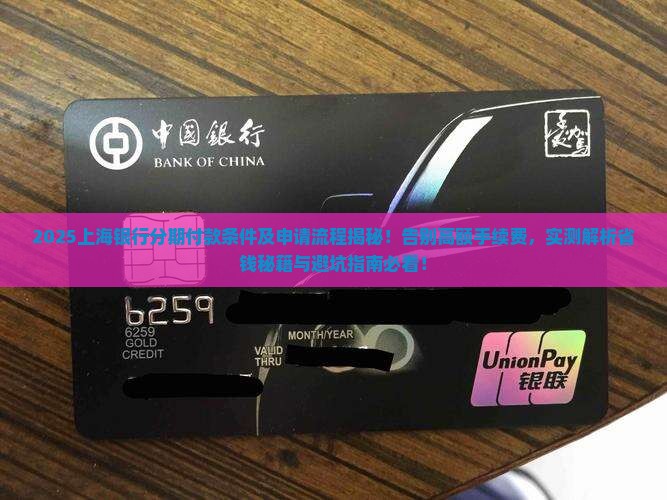 中国银行
BANK OF CHINA
2025上海银行分期付款条件及申请流程揭秘！告别高额手续费，实测解析省
钱秘籍与避坑指南必看！
6259
6259
GOLD
CREDIT
MONTH/YEAR
VALID
THRU
UnionPay
银联